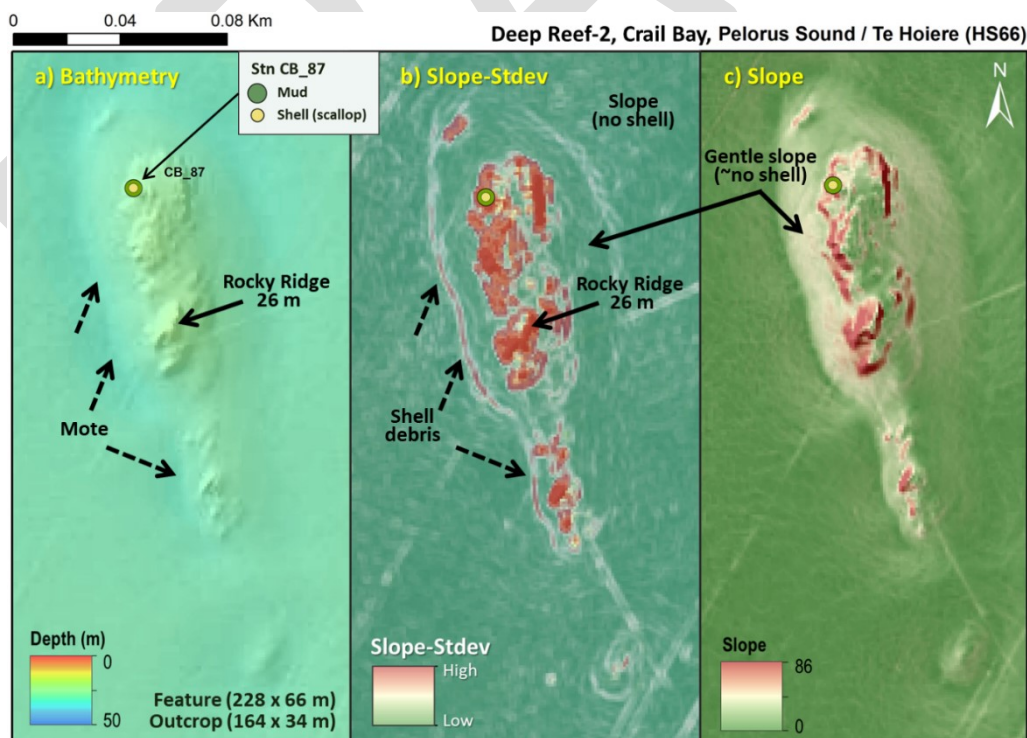 0 0.04 0.08 Km
Deep Reef-2, Crail Bay, Pelorus Sound / Te Hoiere (HS66)
a) Bathymetry
Stn CB_87
Mud
Shell (scallop)
CB_87
Rocky Ridge
26 m
Mote
Depth (m)
0
50
Feature (228 x 66 m)
Outcrop (164 x 34 m)
b) Slope-Stdev
Slope
(no shell)
Gentle slope
(~no shell)
Rocky Ridge
26 m
Shell
debris
Slope-Stdev
High
Low
c) Slope
N
Slope
86
0